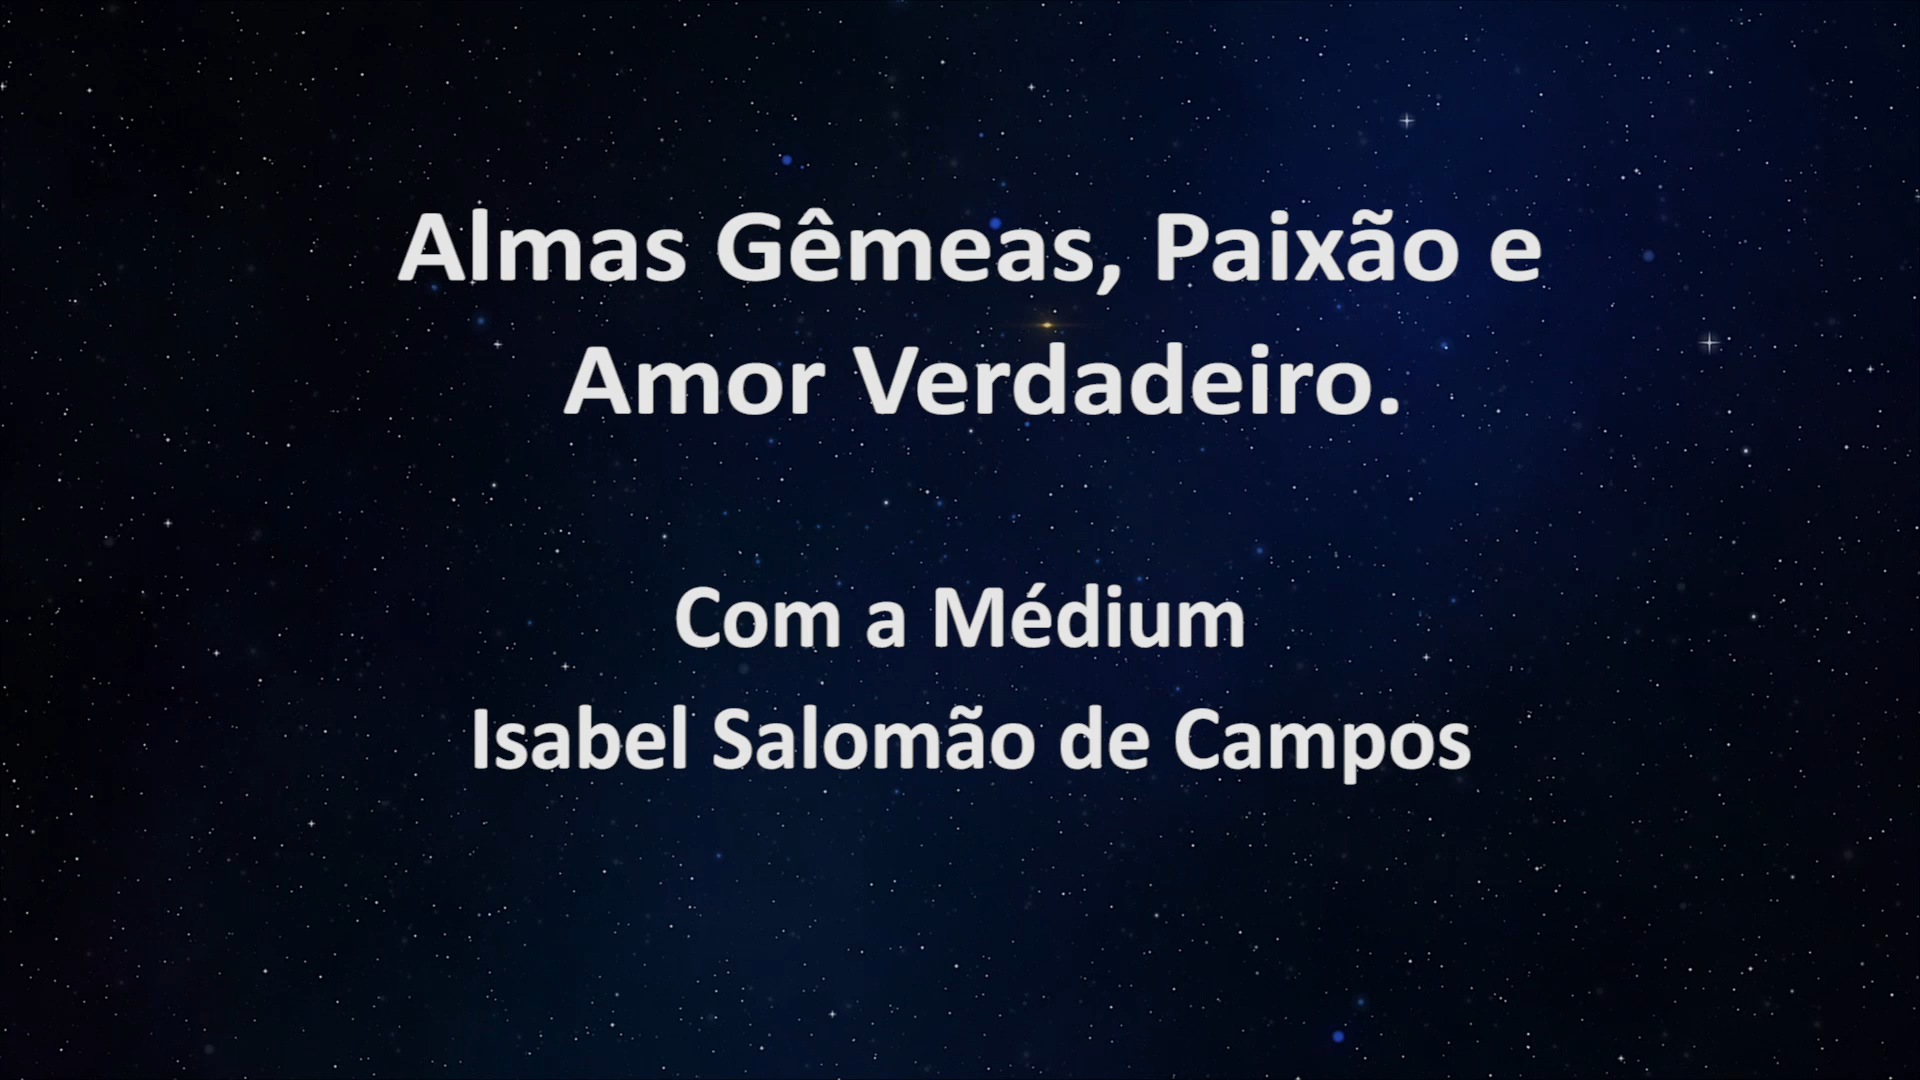 Almas Gêmeas, Paixão e
Amor Verdadeiro.
Com a Médium
Isabel Salomão de Campos